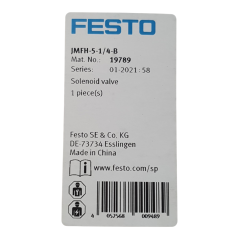 FESTO
JMFH-5-1/4-B
Mat. No.: 19789
Series: 01-2021: S8
Solenoid valve
1 piece(s)
Festo SE & Co. KG
DE-73734 Esslingen
Made in China
www.festo.com/sp
4 052568 009489